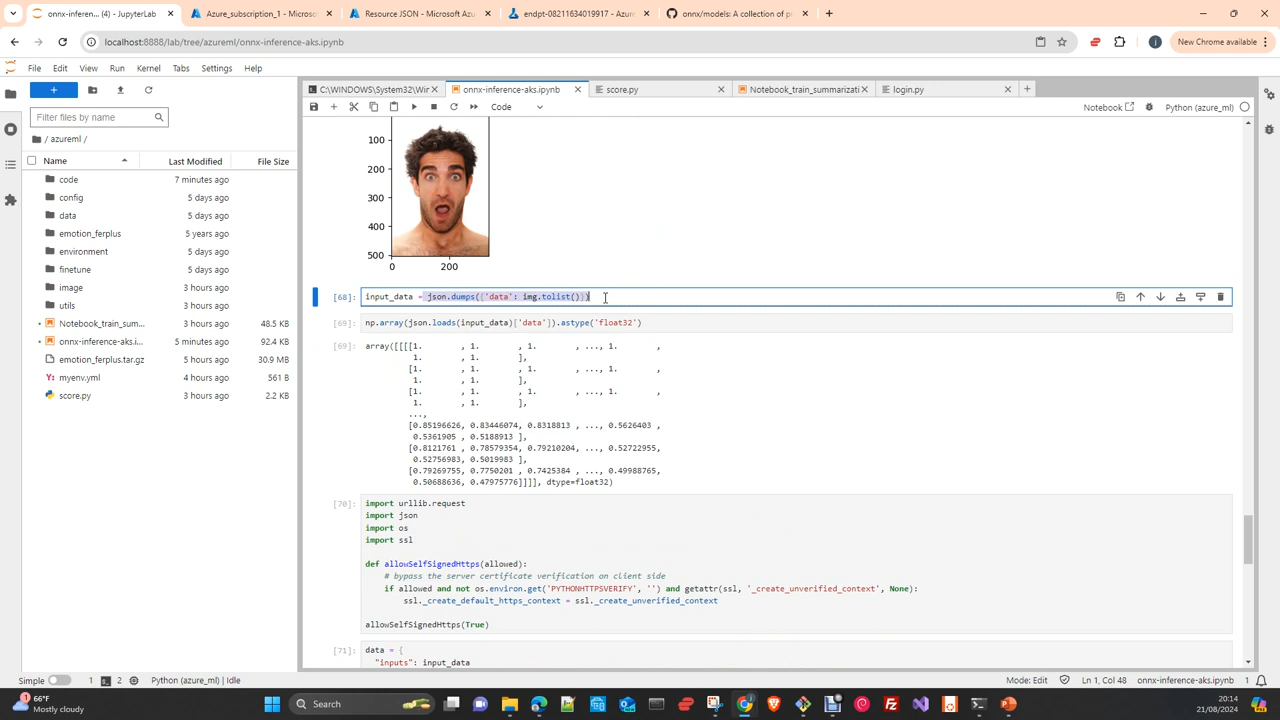 onnx-inferen... (4) - JupyterLab
Azure_subscription_1 - Microso
Resource JSON - Microsoft Azu
endpt-08211634019917 - Azure
onnx/models: A collection of p
localhost:8888/lab/tree/azureml/onnx-inference-aks.ipynb
New Chrome available
File Edit View Run Kernel Tabs Settings Help
C:\WINDOWS\System32\Wir
onnx-inference-aks.ipynb
score.py
Notebook_train_summarizati
login.py
Code
Notebook
Python (azure_ml)
Filter files by name
/ azureml /
Name Last Modified File Size
code 7 minutes ago
config 5 days ago
data 5 days ago
emotion_ferplus 5 years ago
environment 5 days ago
finetune 5 days ago
image 3 hours ago
utils 3 hours ago
Notebook_train_sum... 3 hours ago 48.5 KB
onnx-inference-aks.i... 5 minutes ago 92.4 KB
emotion_ferplus.tar.gz 5 hours ago 30.9 MB
myenv.yml 4 hours ago 561 B
score.py 3 hours ago 2.2 KB
100
200
300
400
500
0 200
[68]: input_data = json.dumps({'data': img.tolist()})
[69]: np.array(json.loads(input_data)['data']).astype('float32')
[69]: array([[[[1. , 1. , 1. , ..., 1. ,
1. , 1. ],
[1. , 1. , 1. , ..., 1. ,
1. , 1. ],
[1. , 1. , 1. , ..., 1. ,
1. , 1. ],
...,
[0.85196626, 0.83446074, 0.8318813 , ..., 0.5626403 ,
0.5361905 , 0.5188913 ],
[0.8121761 , 0.78579354, 0.79210204, ..., 0.52722955,
0.52756983, 0.5019983 ],
[0.79269755, 0.7750201 , 0.7425384 , ..., 0.49988765,
0.50688636, 0.47975776]]]], dtype=float32)
[70]: import urllib.request
import json
import os
import ssl
def allowSelfSignedHttps(allowed):
# bypass the server certificate verification on client side
if allowed and not os.environ.get('PYTHONHTTPSVERIFY', '') and getattr(ssl, '_create_unverified_context', None):
ssl._create_default_https_context = ssl._create_unverified_context
allowSelfSignedHttps(True)
[71]: data = {
"inputs": input_data
Simple 1 2 Python (azure_ml) | Idle
Mode: Edit Ln 1, Col 48 onnx-inference-aks.ipynb 1
66°F
Mostly cloudy
Search
20:14
21/08/2024